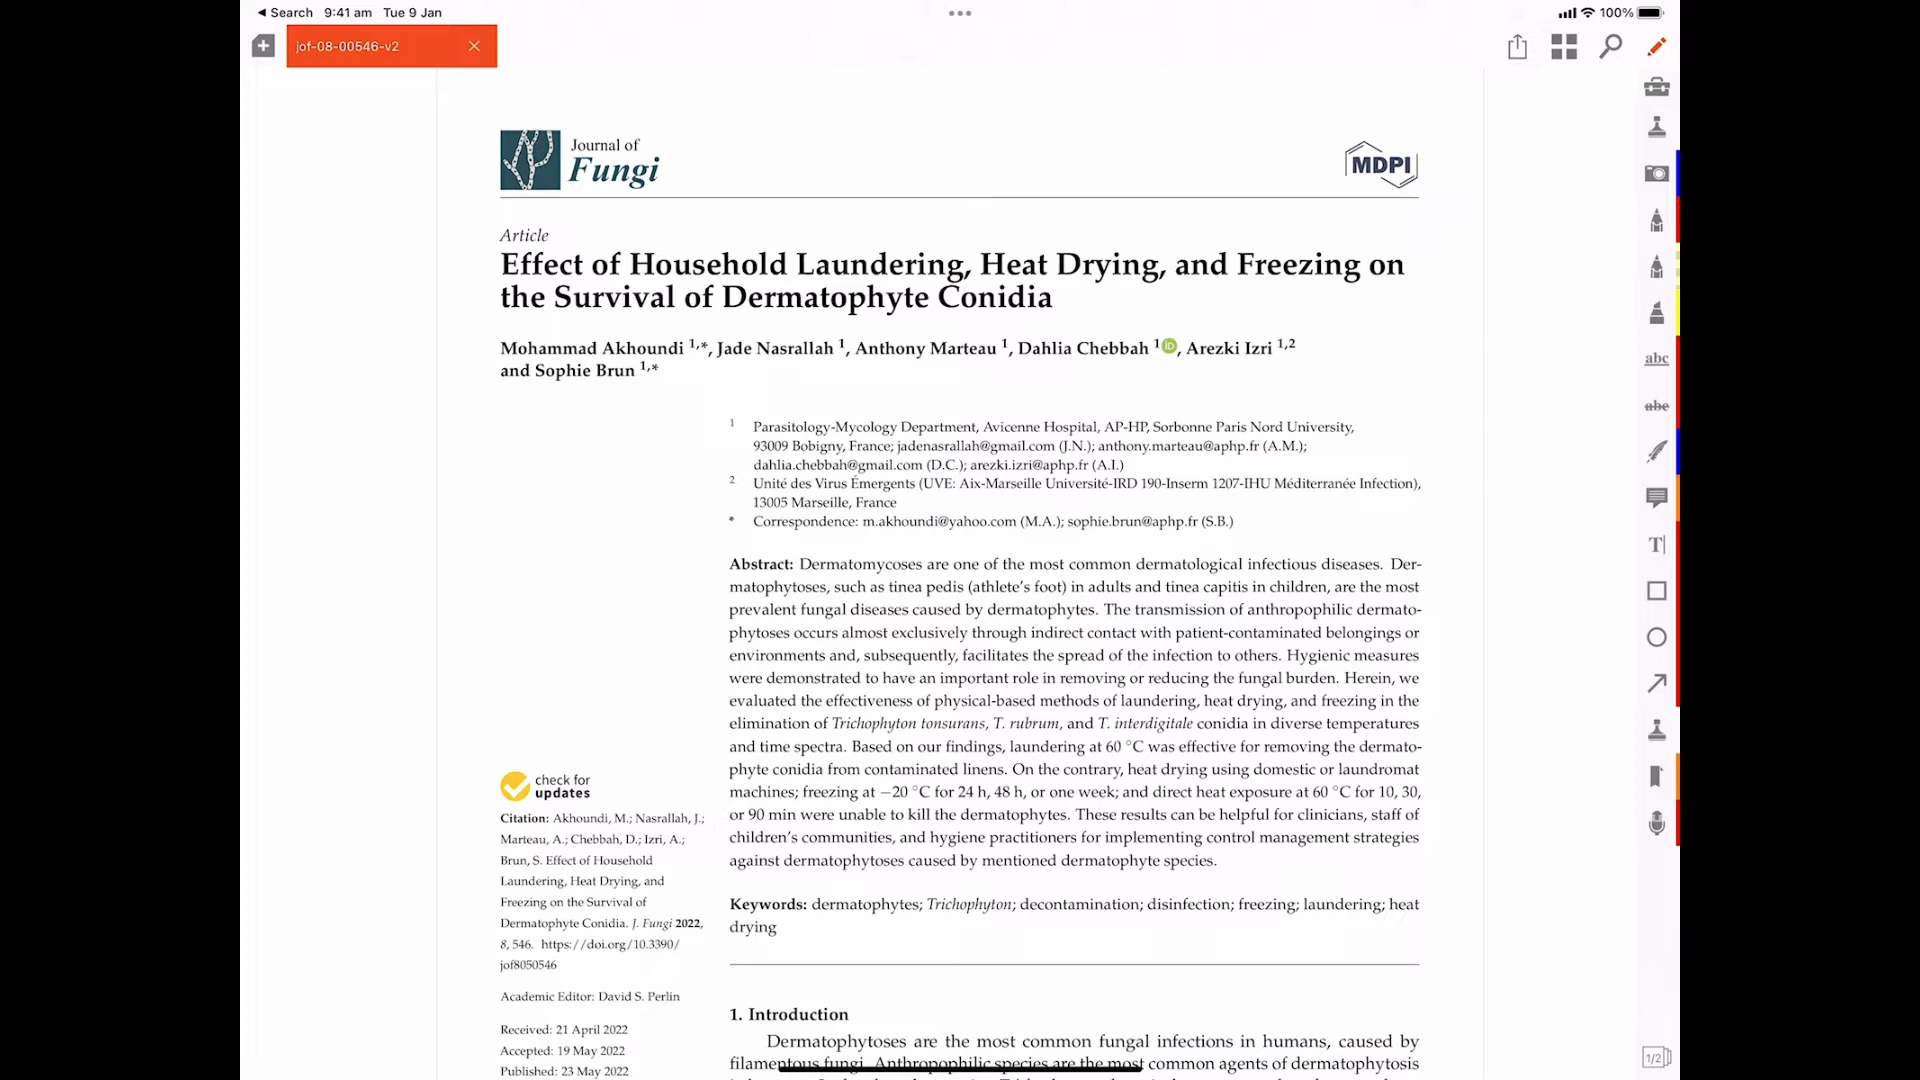 ◄ Search 9:41 am Tue 9 Jan
100%
jof-08-00546-v2
Journal of
Fungi
MDPI
Article
Effect of Household Laundering, Heat Drying, and Freezing on
the Survival of Dermatophyte Conidia
Mohammad Akhoundi 1,*, Jade Nasrallah 1, Anthony Marteau 1, Dahlia Chebbah 1 iD, Arezki Izri 1,2
and Sophie Brun 1,*
1 Parasitology-Mycology Department, Avicenne Hospital, AP-HP, Sorbonne Paris Nord University,
93009 Bobigny, France; jadenasrallah@gmail.com (J.N.); anthony.marteau@aphp.fr (A.M.);
dahlia.chebbah@gmail.com (D.C.); arezki.izri@aphp.fr (A.I.)
2 Unité des Virus Émergents (UVE: Aix-Marseille Université-IRD 190-Inserm 1207-IHU Méditerranée Infection),
13005 Marseille, France
* Correspondence: m.akhoundi@yahoo.com (M.A.); sophie.brun@aphp.fr (S.B.)
Abstract: Dermatomycoses are one of the most common dermatological infectious diseases. Der-
matophytoses, such as tinea pedis (athlete's foot) in adults and tinea capitis in children, are the most
prevalent fungal diseases caused by dermatophytes. The transmission of anthropophilic dermato-
phytoses occurs almost exclusively through indirect contact with patient-contaminated belongings or
environments and, subsequently, facilitates the spread of the infection to others. Hygienic measures
were demonstrated to have an important role in removing or reducing the fungal burden. Herein, we
evaluated the effectiveness of physical-based methods of laundering, heat drying, and freezing in the
elimination of Trichophyton tonsurans, T. rubrum, and T. interdigitale conidia in diverse temperatures
and time spectra. Based on our findings, laundering at 60 °C was effective for removing the dermato-
phyte conidia from contaminated linens. On the contrary, heat drying using domestic or laundromat
machines; freezing at −20 °C for 24 h, 48 h, or one week; and direct heat exposure at 60 °C for 10, 30,
or 90 min were unable to kill the dermatophytes. These results can be helpful for clinicians, staff of
children's communities, and hygiene practitioners for implementing control management strategies
against dermatophytoses caused by mentioned dermatophyte species.
Keywords: dermatophytes; Trichophyton; decontamination; disinfection; freezing; laundering; heat
drying
check for
updates
Citation: Akhoundi, M.; Nasrallah, J.;
Marteau, A.; Chebbah, D.; Izri, A.;
Brun, S. Effect of Household
Laundering, Heat Drying, and
Freezing on the Survival of
Dermatophyte Conidia. J. Fungi 2022,
8, 546. https://doi.org/10.3390/
jof8050546
Academic Editor: David S. Perlin
Received: 21 April 2022
Accepted: 19 May 2022
Published: 23 May 2022
1. Introduction
Dermatophytoses are the most common fungal infections in humans, caused by
filamentous fungi. Anthropophilic species are the most common agents of dermatophytosis
abc
abc
T|
1/2